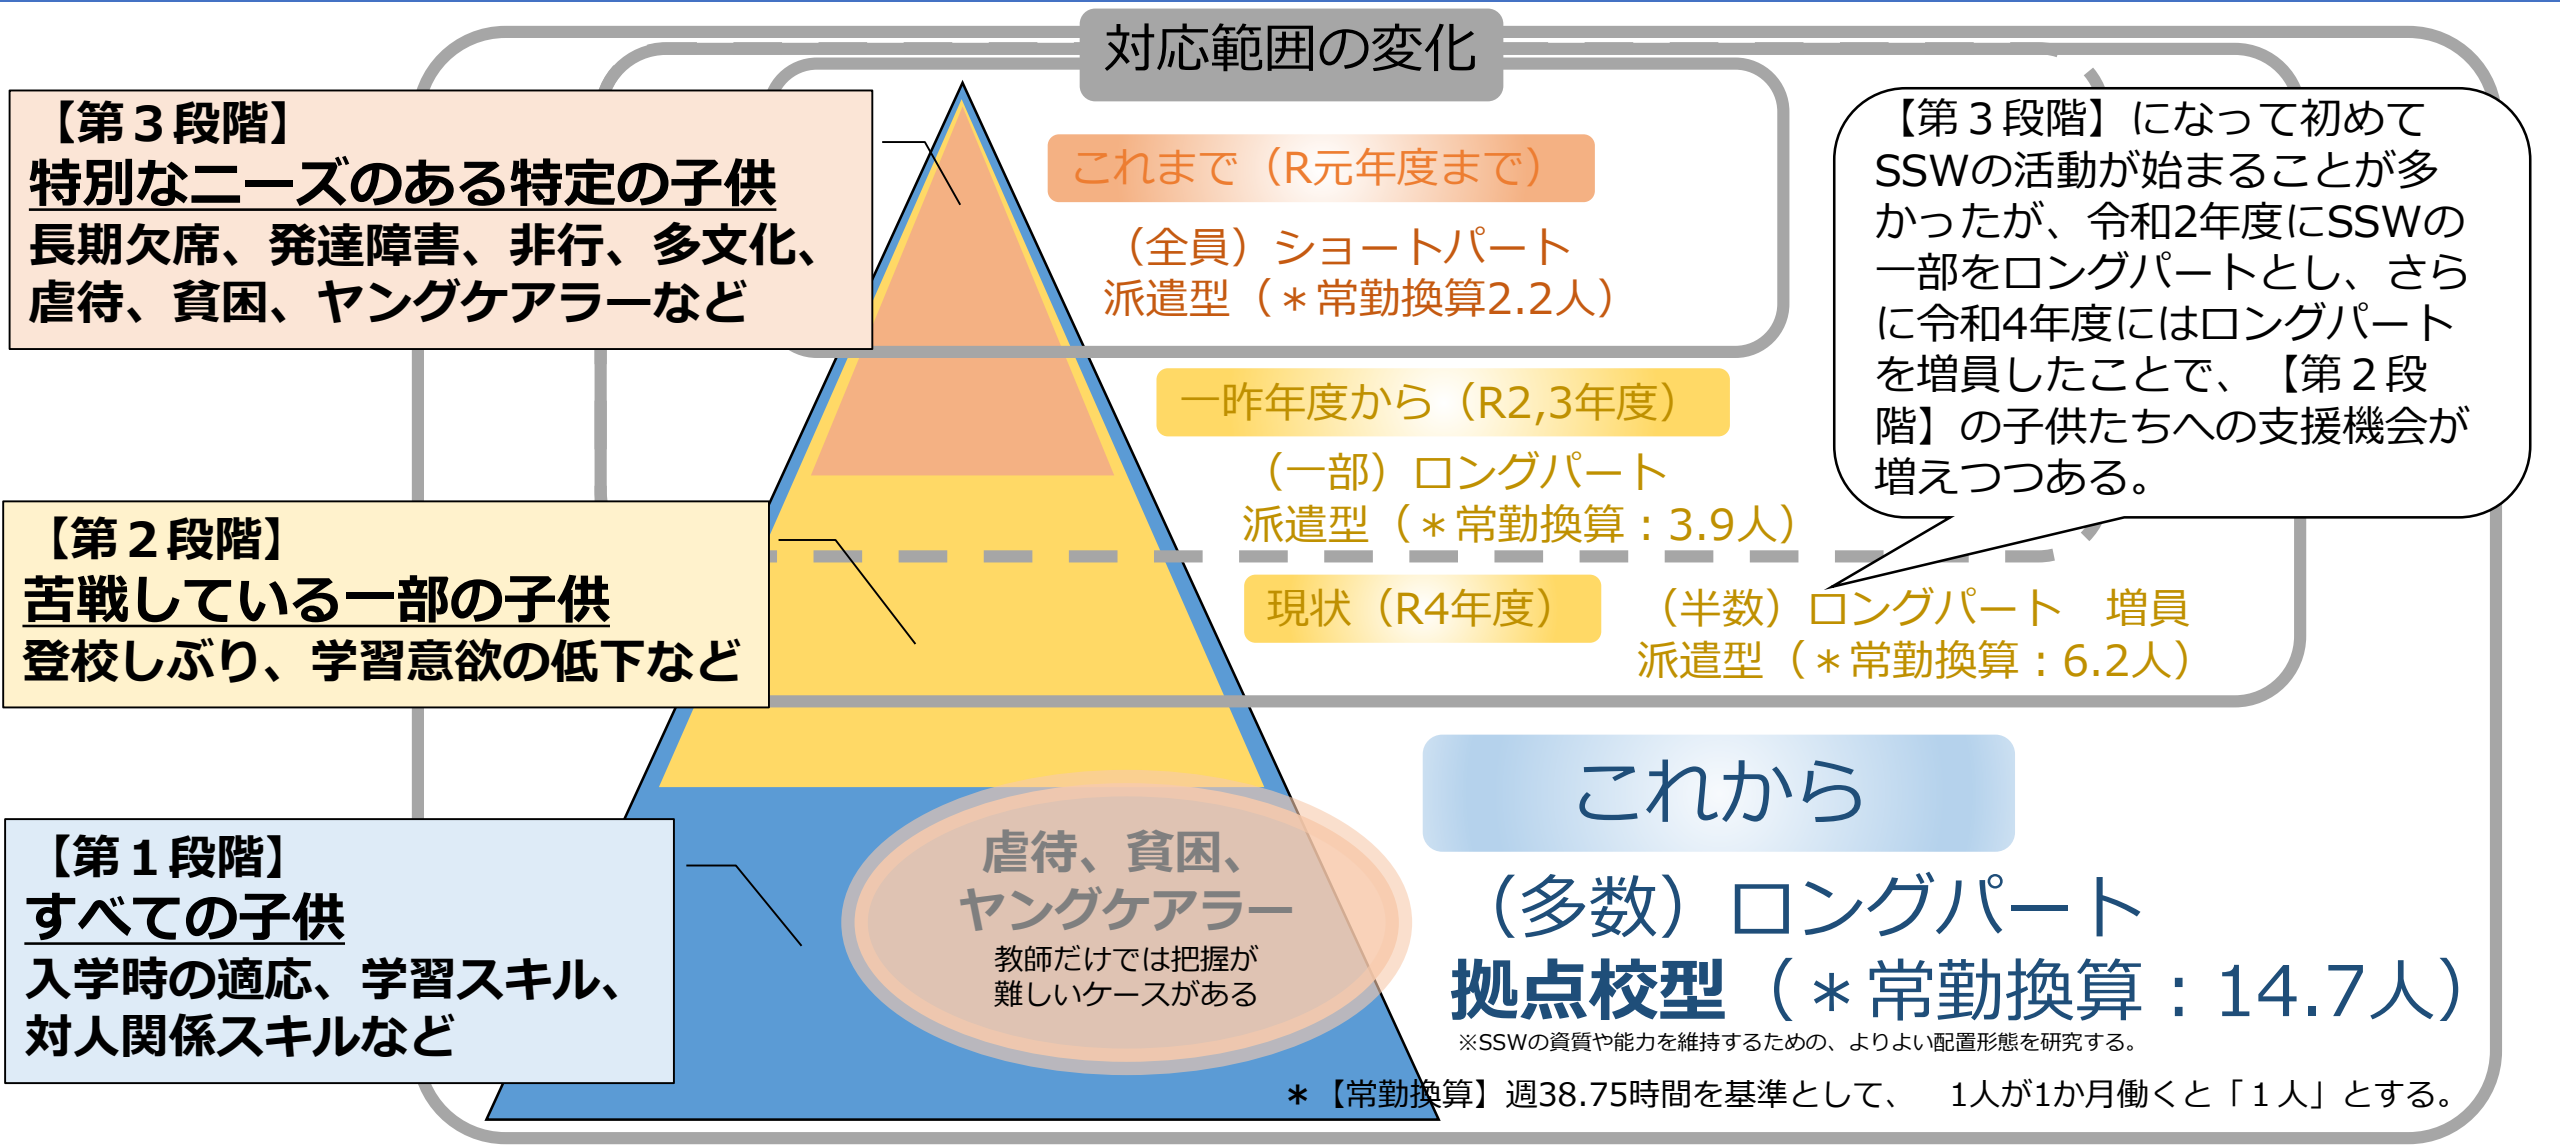 対応範囲の変化
【第３段階】
特別なニーズのある特定の子供
長期欠席、発達障害、非行、多文化、
虐待、貧困、ヤングケアラーなど
これまで（R元年度まで）
（全員）ショートパート
派遣型（＊常勤換算2.2人）
【第３段階】になって初めて
SSWの活動が始まることが多
かったが、令和2年度にSSWの
一部をロングパートとし、さら
に令和4年度にはロングパート
を増員したことで、【第２段
階】の子供たちへの支援機会が
増えつつある。
一昨年度から（R2,3年度）
（一部）ロングパート
派遣型（＊常勤換算：3.9人）
【第２段階】
苦戦している一部の子供
登校しぶり、学習意欲の低下など
現状（R4年度）
（半数）ロングパート　増員
派遣型（＊常勤換算：6.2人）
【第１段階】
すべての子供
入学時の適応、学習スキル、
対人関係スキルなど
虐待、貧困、
ヤングケアラー
教師だけでは把握が
難しいケースがある
これから
（多数）ロングパート
拠点校型（＊常勤換算：14.7人）
※SSWの資質や能力を維持するための、よりよい配置形態を研究する。
＊【常勤換算】週38.75時間を基準として、　1人が1か月働くと「１人」とする。